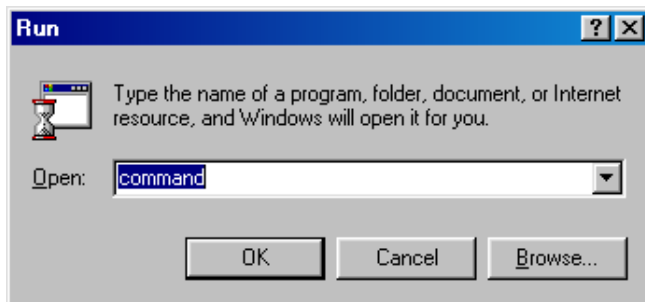 Run
Type the name of a program, folder, document, or Internet
resource, and Windows will open it for you.
Open: command
OK Cancel Browse...